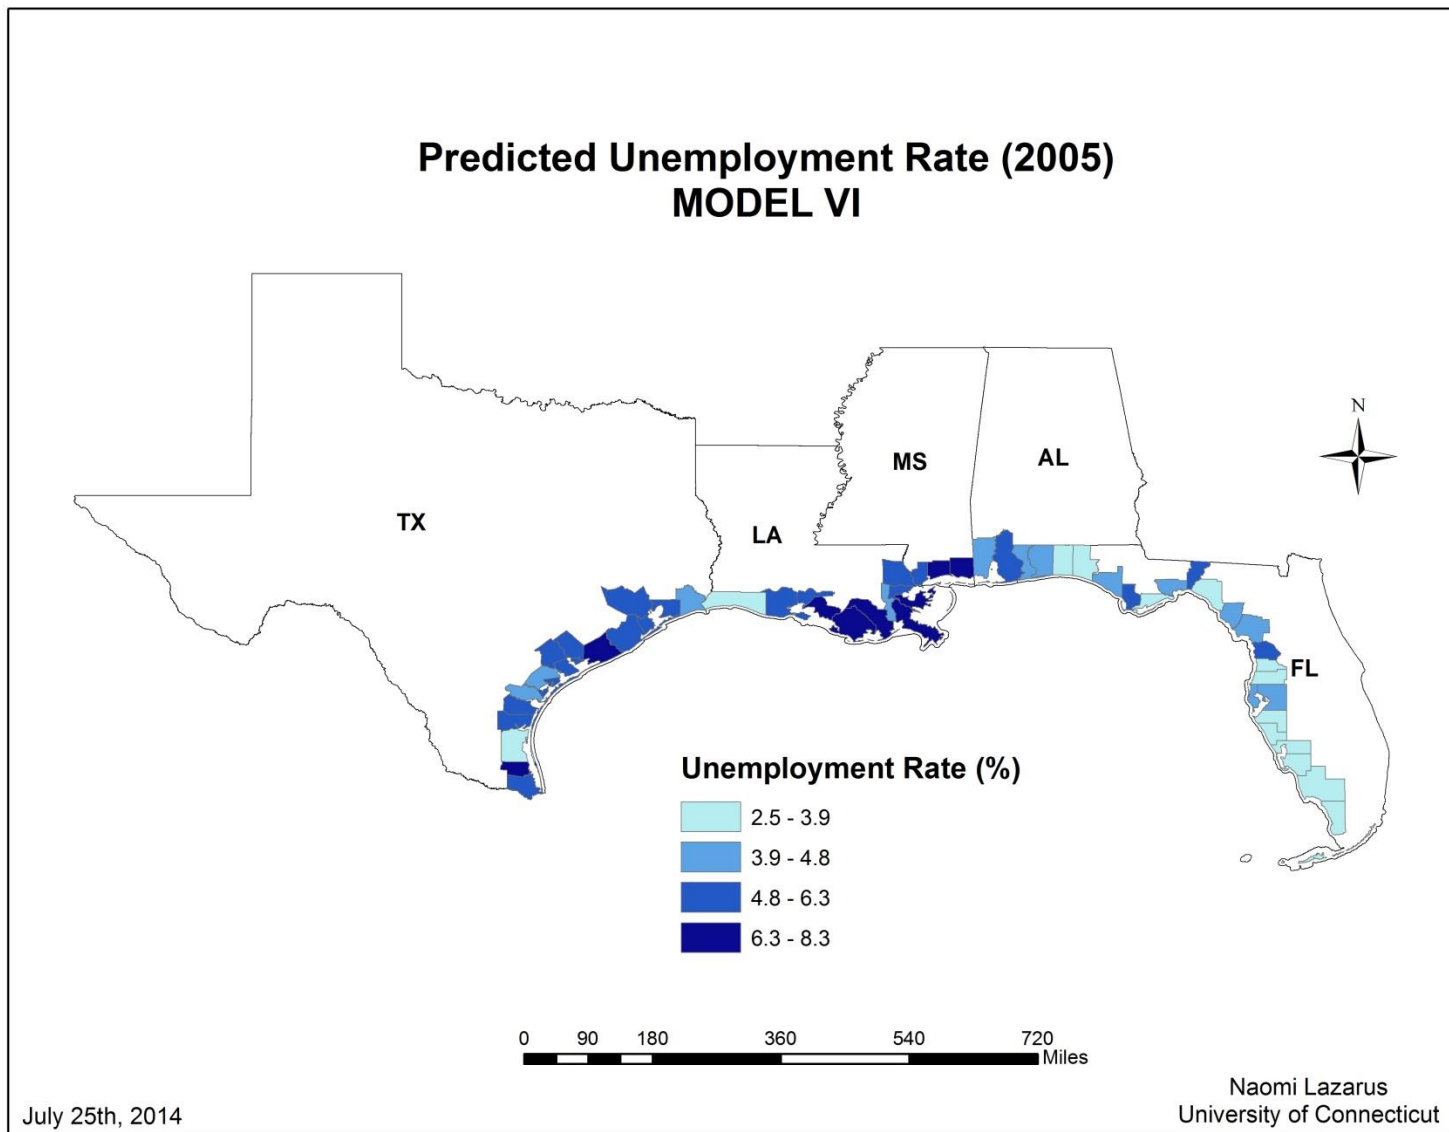 Predicted Unemployment Rate (2005)
MODEL VI
N
MS
AL
TX
LA
FL
Unemployment Rate (%)
2.5 - 3.9
3.9 - 4.8
4.8 - 6.3
6.3 - 8.3
0 90 180 360 540 720
Miles
Naomi Lazarus
July 25th, 2014
University of Connecticut